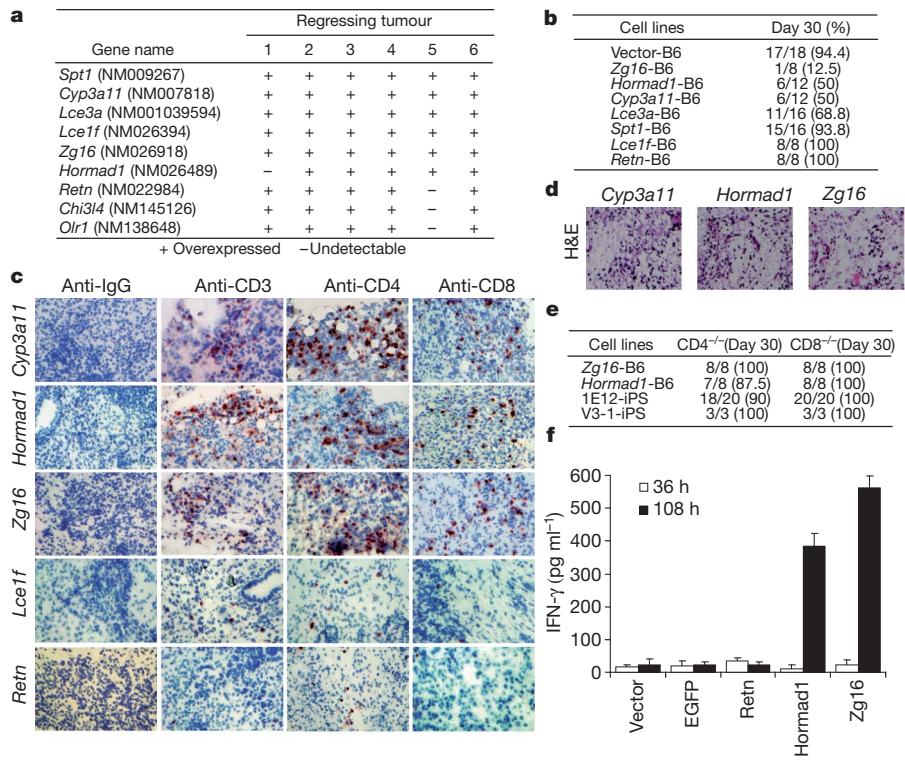 a
Regressing tumour
Gene name 1 2 3 4 5 6
Spt1 (NM009267) + + + + + +
Cyp3a11 (NM007818) + + + + + +
Lce3a (NM001039594) + + + + + +
Lce1f (NM026394) + + + + + +
Zg16 (NM026918) + + + + + +
Hormad1 (NM026489) − + + + + +
Retn (NM022984) + + + + − +
Chi3l4 (NM145126) + + + + − +
Olr1 (NM138648) + + + + − +
+ Overexpressed −Undetectable
b
Cell lines Day 30 (%)
Vector-B6 17/18 (94.4)
Zg16-B6 1/8 (12.5)
Hormad1-B6 6/12 (50)
Cyp3a11-B6 6/12 (50)
Lce3a-B6 11/16 (68.8)
Spt1-B6 15/16 (93.8)
Lce1f-B6 8/8 (100)
Retn-B6 8/8 (100)
c
Anti-IgG Anti-CD3 Anti-CD4 Anti-CD8
Cyp3a11
Hormad1
Zg16
Lce1f
Retn
d
Cyp3a11 Hormad1 Zg16
H&E
e
Cell lines CD4−/−(Day 30) CD8−/−(Day 30)
Zg16-B6 8/8 (100) 8/8 (100)
Hormad1-B6 7/8 (87.5) 8/8 (100)
1E12-iPS 18/20 (90) 20/20 (100)
V3-1-iPS 3/3 (100) 3/3 (100)
f
IFN-γ (pg ml−1)
600
500
400
300
200
100
0
36 h
108 h
Vector
EGFP
Retn
Hormad1
Zg16